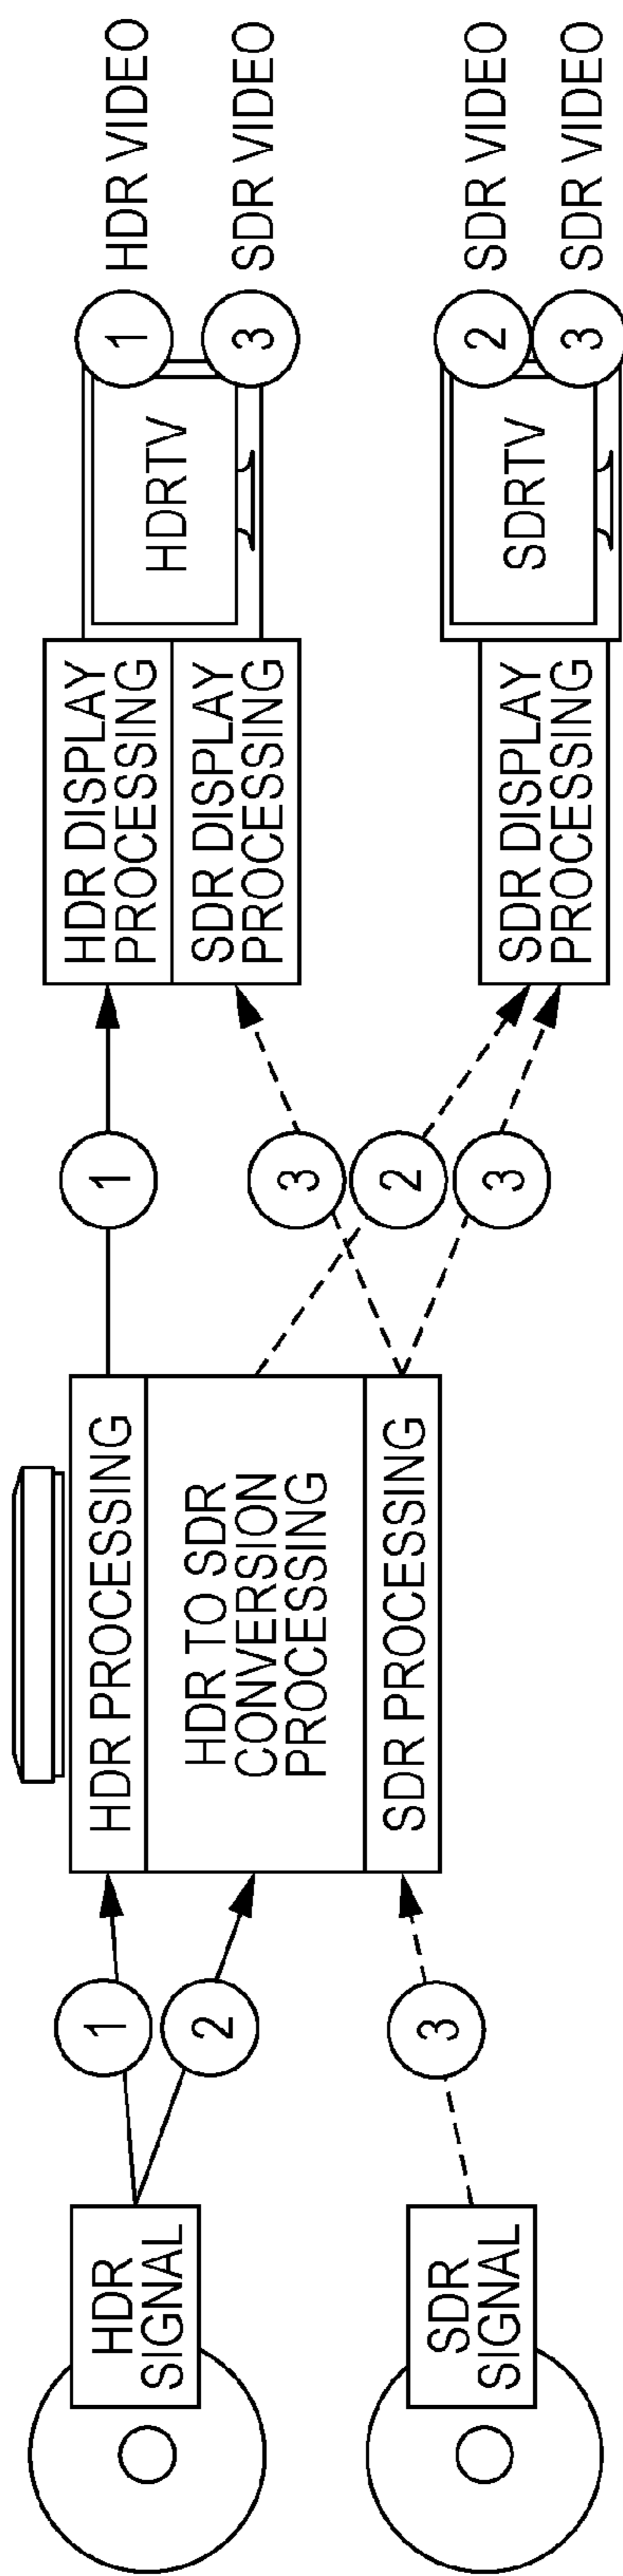 HDR
SIGNAL
1
2
SDR
SIGNAL
3
HDR PROCESSING
HDR TO SDR
CONVERSION
PROCESSING
SDR PROCESSING
1
3
2
3
HDR DISPLAY
PROCESSING
SDR DISPLAY
PROCESSING
HDRTV
1
HDR VIDEO
3
SDR VIDEO
SDR DISPLAY
PROCESSING
SDRTV
2
SDR VIDEO
3
SDR VIDEO